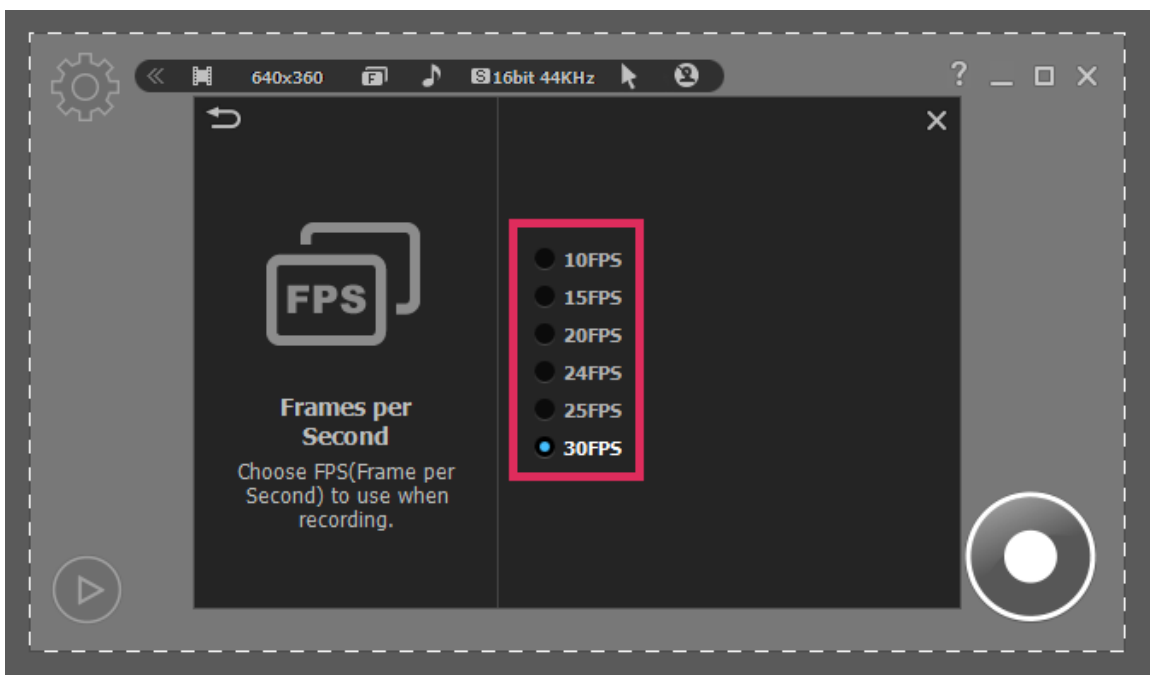 640x360
F
S 16bit 44KHz
?
FPS
Frames per
Second
Choose FPS(Frame per
Second) to use when
recording.
10FPS
15FPS
20FPS
24FPS
25FPS
30FPS